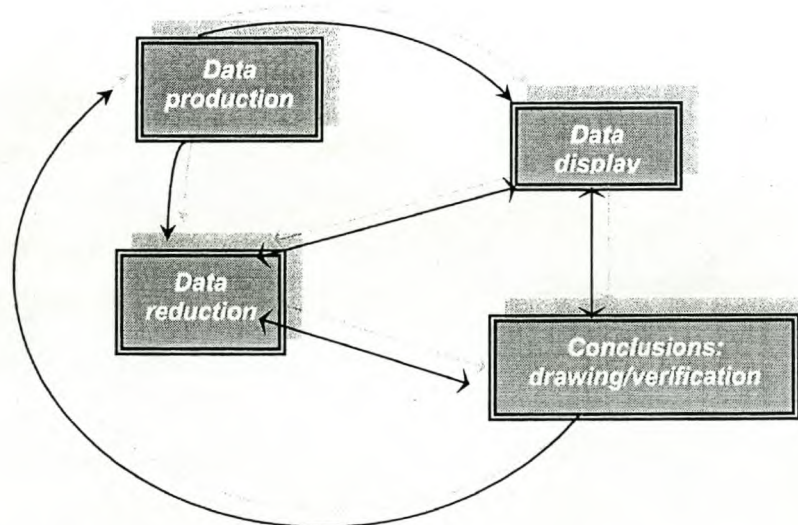 Data
production
Data
display
Data
reduction
Conclusions:
drawing/verification